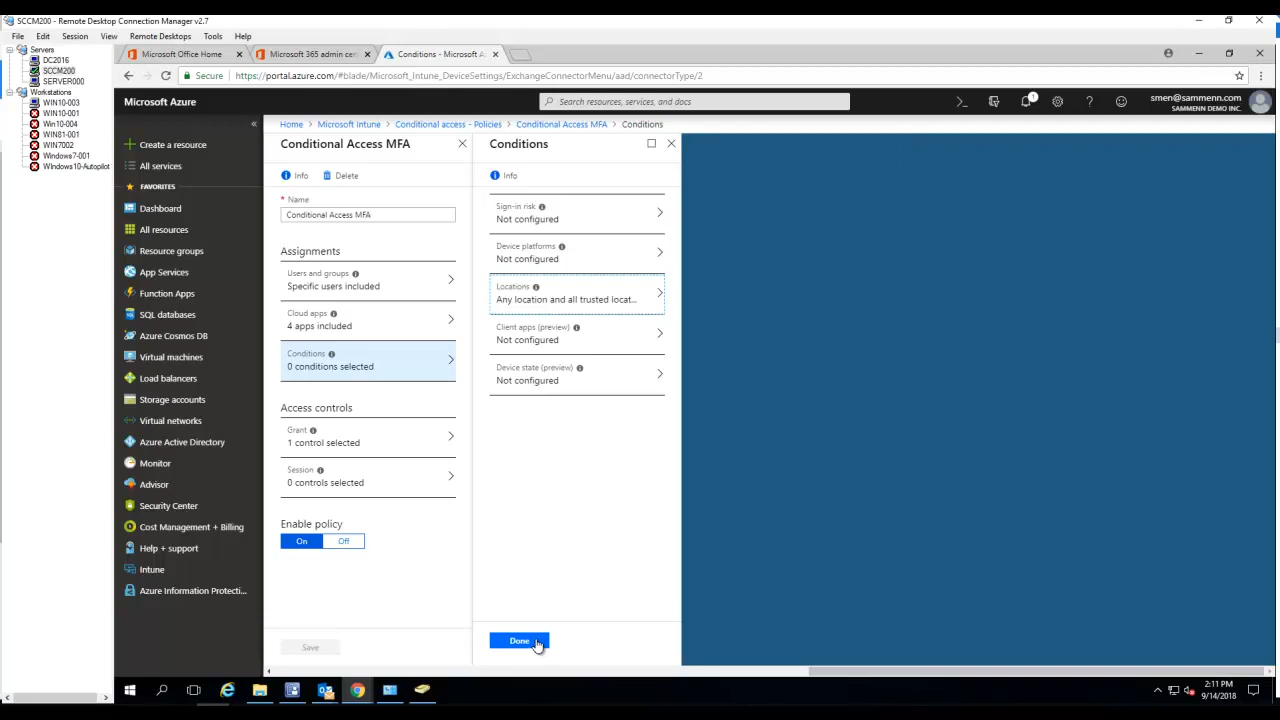 SCCM200 - Remote Desktop Connection Manager v2.7
File Edit Session View Remote Desktops Tools Help
Servers
DC2016
SCCM200
SERVER000
Workstations
WIN10-003
WIN10-001
Win10-004
WIN81-001
WIN7002
Windows7-001
Windows10-Autopilot
Microsoft Office Home
Microsoft 365 admin ce
Conditions - Microsoft A
Secure https://portal.azure.com/#blade/Microsoft_Intune_DeviceSettings/ExchangeConnectorMenu/aad/connectorType/2
Microsoft Azure
Search resources, services, and docs
1
smen@sammenn.com
SAMMENN DEMO INC.
Home
Microsoft Intune
Conditional access - Policies
Conditional Access MFA
Conditions
Create a resource
All services
FAVORITES
Dashboard
All resources
Resource groups
App Services
Function Apps
SQL databases
Azure Cosmos DB
Virtual machines
Load balancers
Storage accounts
Virtual networks
Azure Active Directory
Monitor
Advisor
Security Center
Cost Management + Billing
Help + support
Intune
Azure Information Protecti...
Conditional Access MFA
Info Delete
* Name
Conditional Access MFA
Assignments
Users and groups
Specific users included
Cloud apps
4 apps included
Conditions
0 conditions selected
Access controls
Grant
1 control selected
Session
0 controls selected
Enable policy
On Off
Save
Conditions
Info
Sign-in risk
Not configured
Device platforms
Not configured
Locations
Any location and all trusted locat...
Client apps (preview)
Not configured
Device state (preview)
Not configured
Done
2:11 PM
9/14/2018